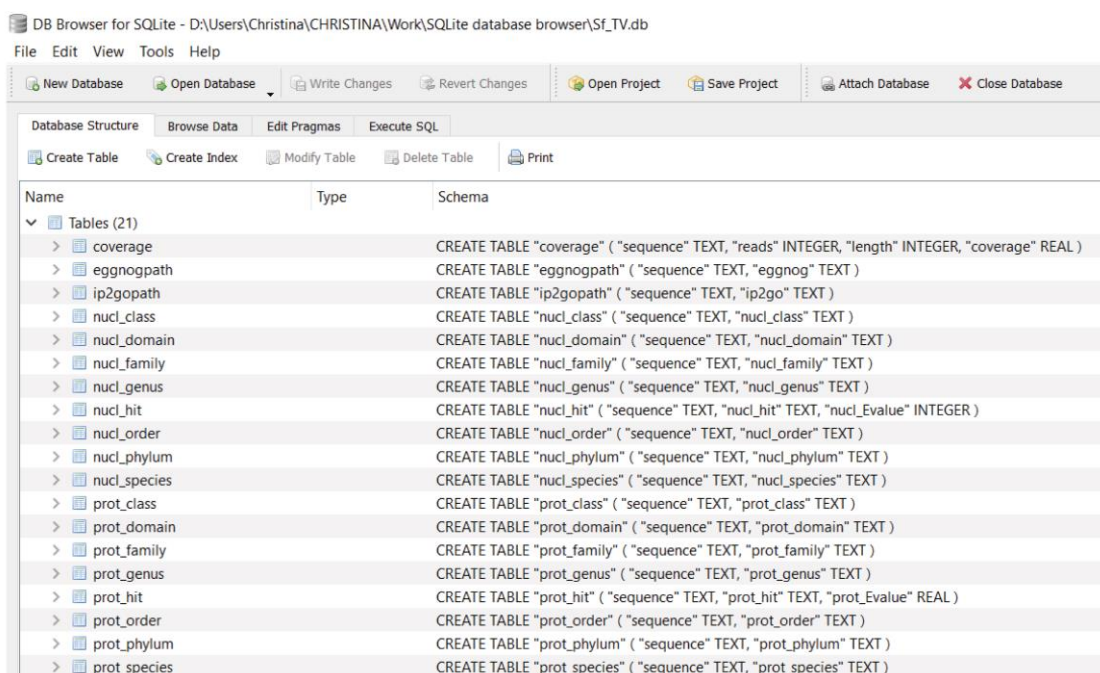 DB Browser for SQLite - D:\Users\Christina\CHRISTINA\Work\SQLite database browser\Sf_TV.db
File Edit View Tools Help
New Database Open Database Write Changes Revert Changes Open Project Save Project Attach Database Close Database
Database Structure Browse Data Edit Pragmas Execute SQL
Create Table Create Index Modify Table Delete Table Print
Name Type Schema
Tables (21)
coverage CREATE TABLE "coverage" ( "sequence" TEXT, "reads" INTEGER, "length" INTEGER, "coverage" REAL )
eggnogpath CREATE TABLE "eggnogpath" ( "sequence" TEXT, "eggnog" TEXT )
ip2gopath CREATE TABLE "ip2gopath" ( "sequence" TEXT, "ip2go" TEXT )
nucl_class CREATE TABLE "nucl_class" ( "sequence" TEXT, "nucl_class" TEXT )
nucl_domain CREATE TABLE "nucl_domain" ( "sequence" TEXT, "nucl_domain" TEXT )
nucl_family CREATE TABLE "nucl_family" ( "sequence" TEXT, "nucl_family" TEXT )
nucl_genus CREATE TABLE "nucl_genus" ( "sequence" TEXT, "nucl_genus" TEXT )
nucl_hit CREATE TABLE "nucl_hit" ( "sequence" TEXT, "nucl_hit" TEXT, "nucl_Evalue" INTEGER )
nucl_order CREATE TABLE "nucl_order" ( "sequence" TEXT, "nucl_order" TEXT )
nucl_phylum CREATE TABLE "nucl_phylum" ( "sequence" TEXT, "nucl_phylum" TEXT )
nucl_species CREATE TABLE "nucl_species" ( "sequence" TEXT, "nucl_species" TEXT )
prot_class CREATE TABLE "prot_class" ( "sequence" TEXT, "prot_class" TEXT )
prot_domain CREATE TABLE "prot_domain" ( "sequence" TEXT, "prot_domain" TEXT )
prot_family CREATE TABLE "prot_family" ( "sequence" TEXT, "prot_family" TEXT )
prot_genus CREATE TABLE "prot_genus" ( "sequence" TEXT, "prot_genus" TEXT )
prot_hit CREATE TABLE "prot_hit" ( "sequence" TEXT, "prot_hit" TEXT, "prot_Evalue" REAL )
prot_order CREATE TABLE "prot_order" ( "sequence" TEXT, "prot_order" TEXT )
prot_phylum CREATE TABLE "prot_phylum" ( "sequence" TEXT, "prot_phylum" TEXT )
prot_species CREATE TABLE "prot_species" ( "sequence" TEXT, "prot_species" TEXT )